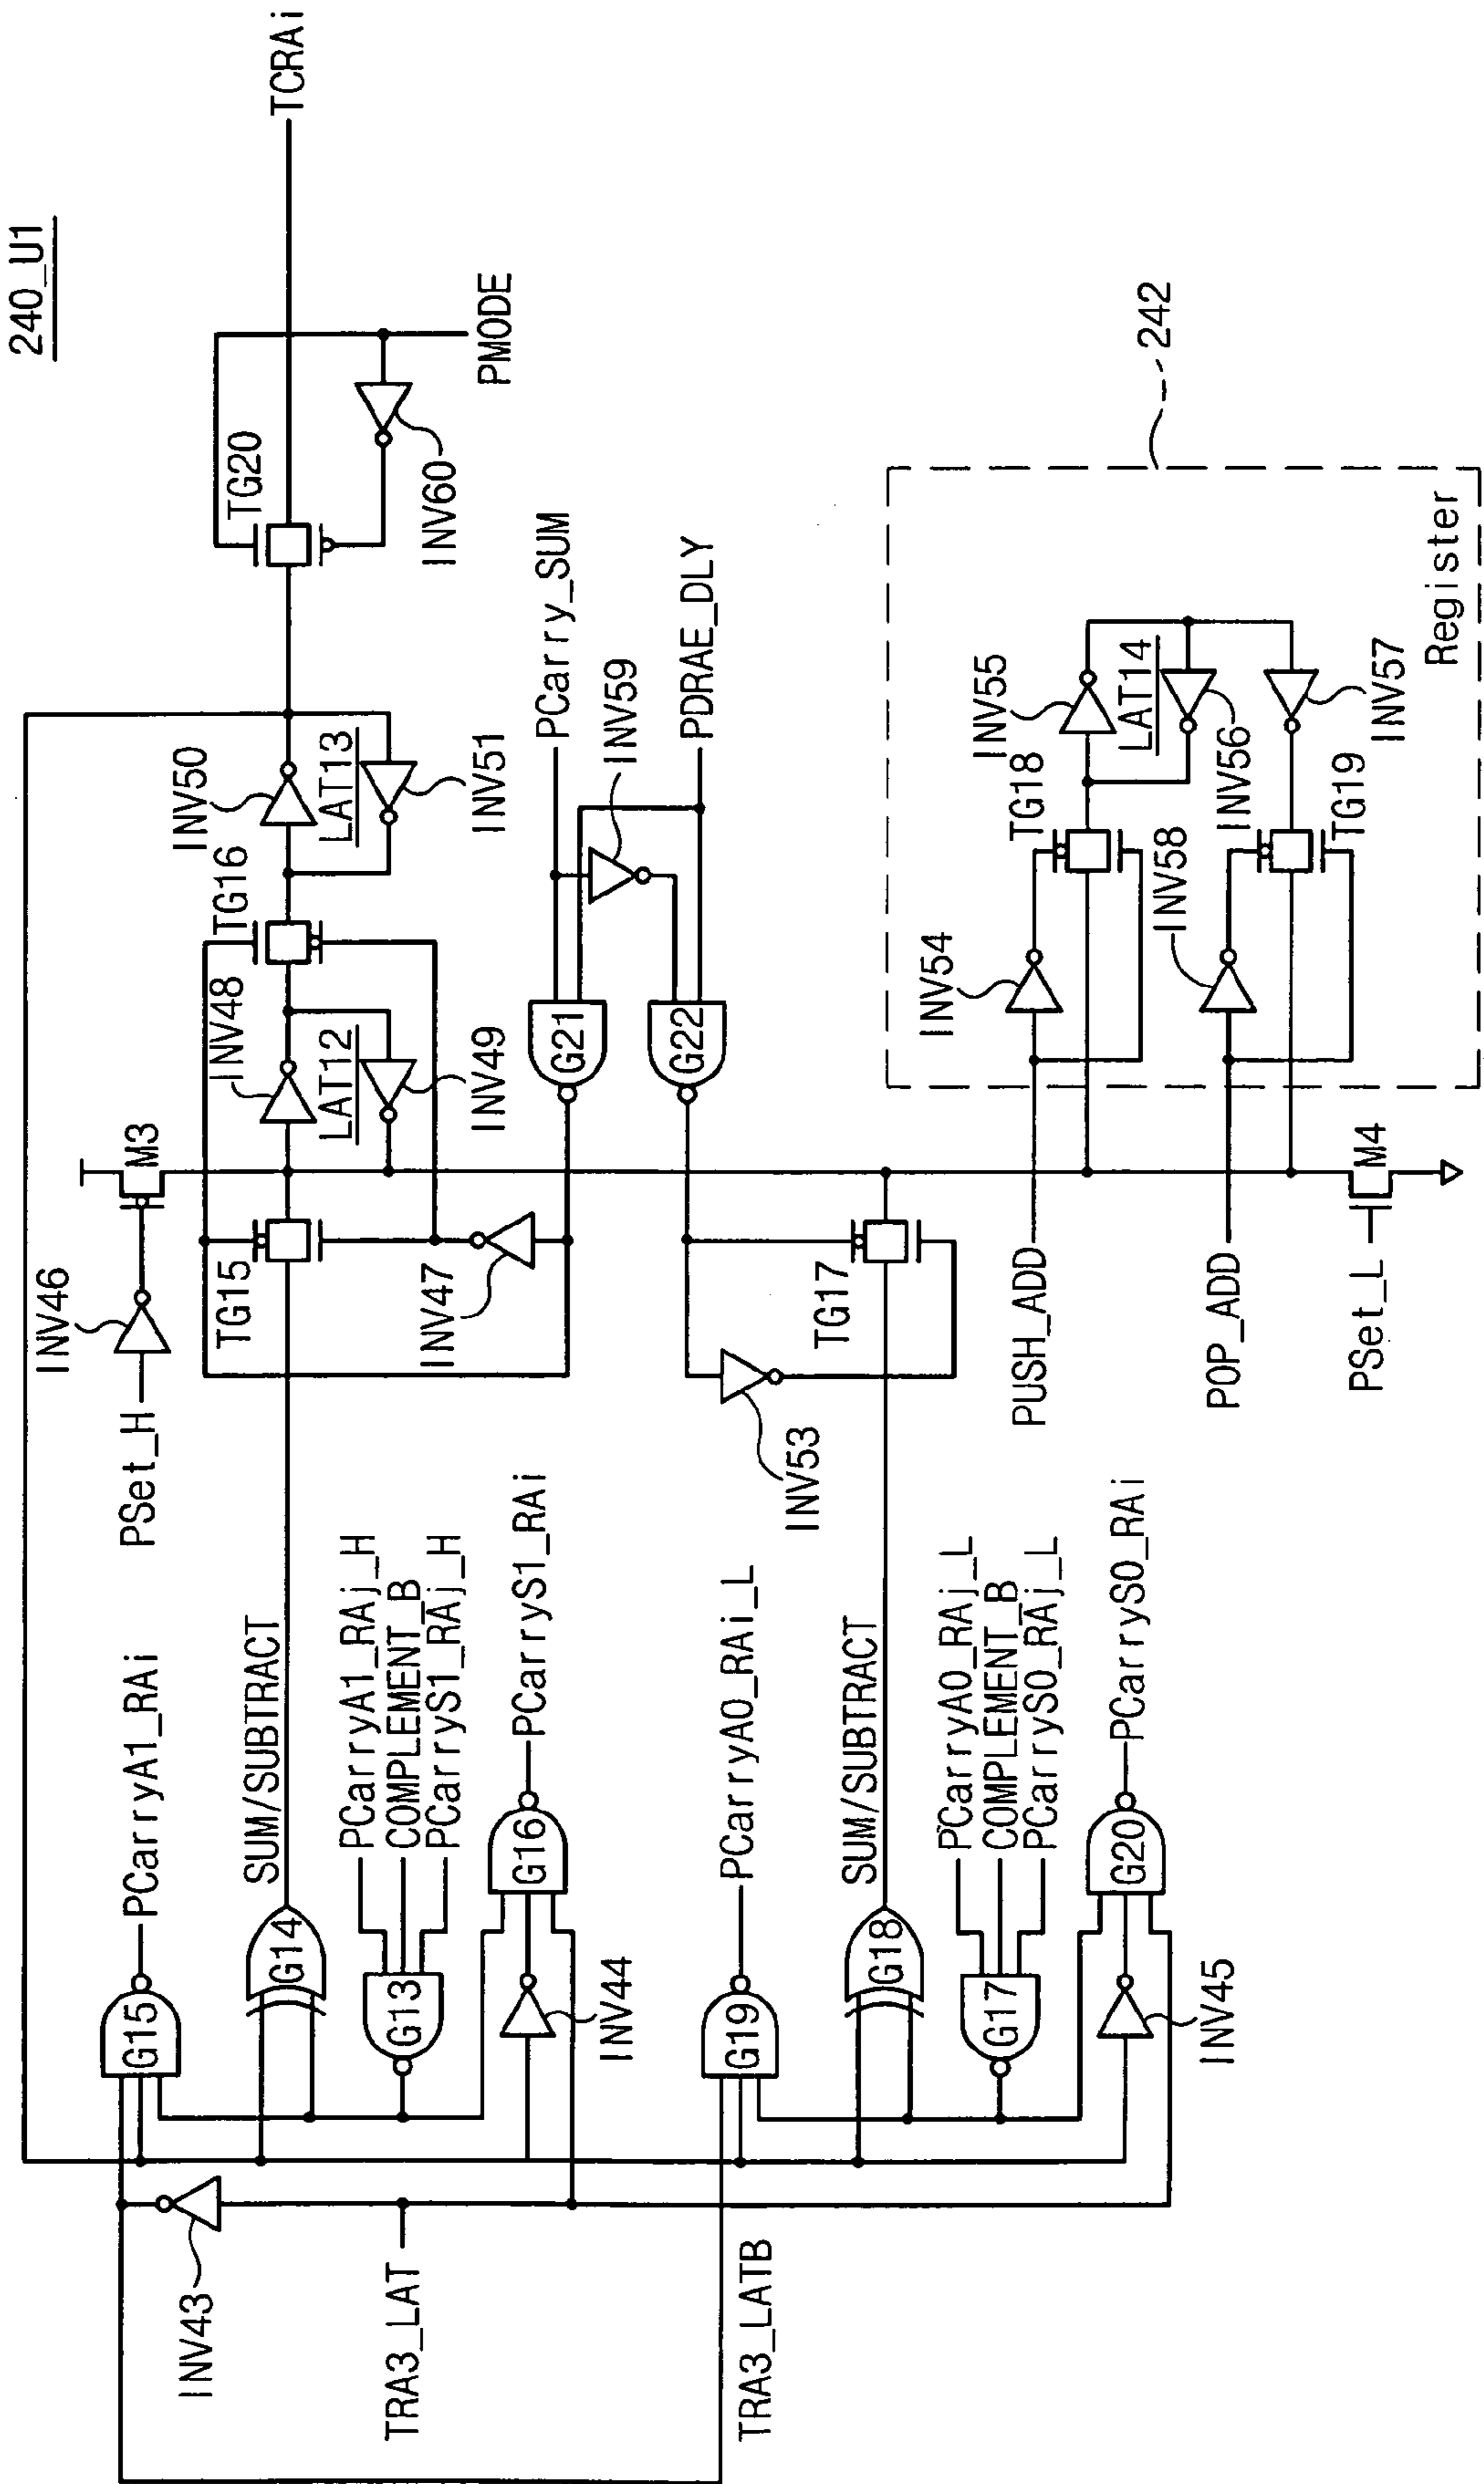 240_U1
TCRAi
PMODE
TG20
INV60
INV50
LAT13
INV51
TG16
INV48
LAT12
INV49
M3
INV46
PSet_H
TG15
INV47
PCarry_SUM
INV59
PDRAE_DLY
G21
G22
TG17
INV53
242
Register
INV55
LAT14
INV56
INV57
TG18
TG19
INV54
INV58
PUSH_ADD
POP_ADD
M4
PSet_L
PCarryA1_RAi
SUM/SUBTRACT
PCarryA1_RAj_H
COMPLEMENT_B
PCarryS1_RAj_H
PCarryS1_RAi
G15
G14
G13
G16
INV44
PCarryA0_RAi_L
SUM/SUBTRACT
PCarryA0_RAj_L
COMPLEMENT_B
PCarryS0_RAj_L
PCarryS0_RAi
G19
G18
G17
G20
INV45
INV43
TRA3_LAT
TRA3_LATB